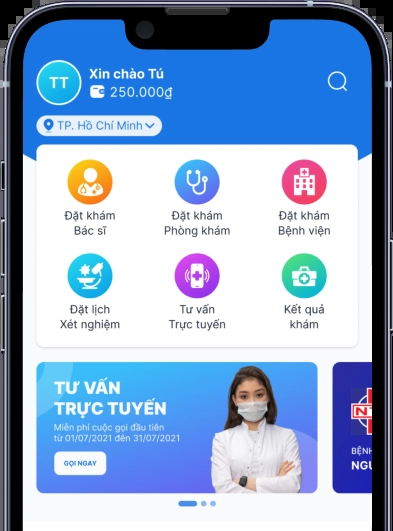 TT
Xin chào Tú
250.000₫
TP. Hồ Chí Minh
Đặt khám
Bác sĩ
Đặt khám
Phòng khám
Đặt khám
Bệnh viện
Đặt lịch
Xét nghiệm
Tư vấn
Trực tuyến
Kết quả
khám
TƯ VẤN
TRỰC TUYẾN
Miễn phí cuộc gọi đầu tiên
từ 01/07/2021 đến 31/07/2021
GỌI NGAY
BỆNH
NGU